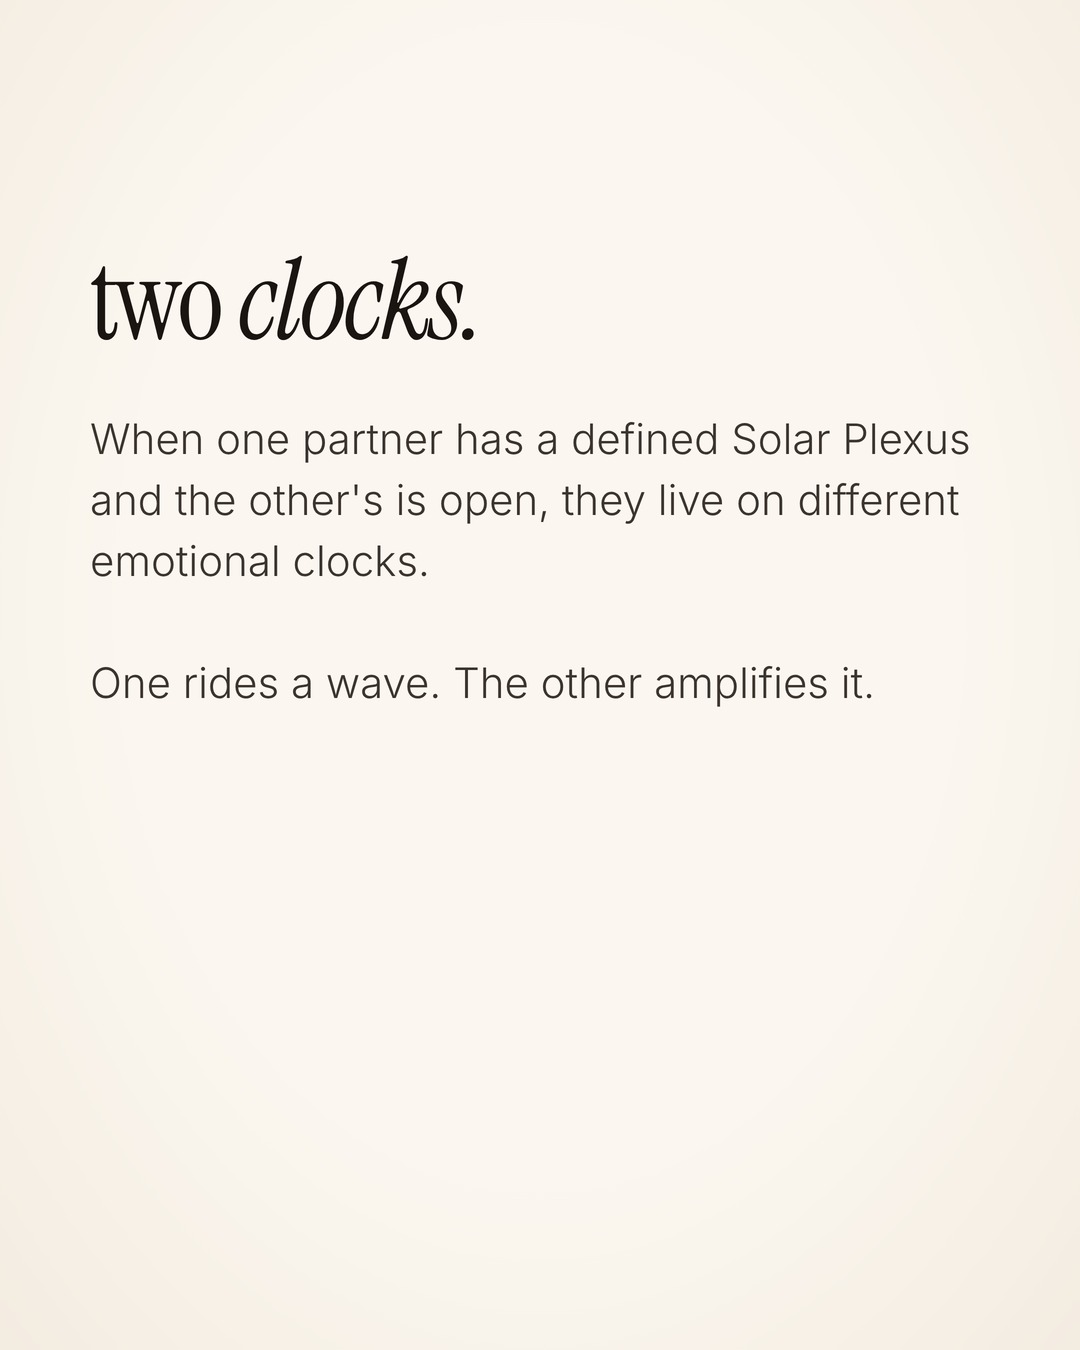 two clocks.
When one partner has a defined Solar Plexus
and the other's is open, they live on different
emotional clocks.
One rides a wave. The other amplifies it.